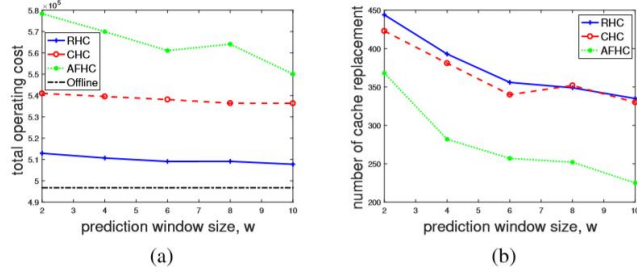 ×10⁵
5.8
5.7
5.6
5.5
5.4
5.3
5.2
5.1
5
4.9
total operating cost
RHC
CHC
AFHC
Offline
2 3 4 5 6 7 8 9 10
prediction window size, w
(a)
450
400
350
300
250
200
number of cache replacement
RHC
CHC
AFHC
2 3 4 5 6 7 8 9 10
prediction window size, w
(b)